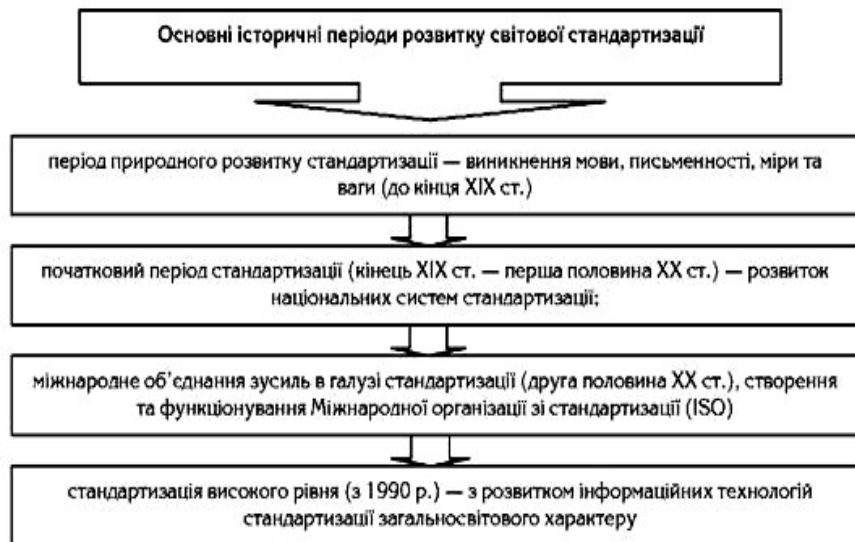 Основні історичні періоди розвитку світової стандартизації
період природного розвитку стандартизації — виникнення мови, писемності, міри та
ваги (до кінця XIX ст.)
початковий період стандартизації (кінець XIX ст. — перша половина XX ст.) — розвиток
національних систем стандартизації;
міжнародне об’єднання зусиль в галузі стандартизації (друга половина XX ст.), створення
та функціонування Міжнародної організації зі стандартизації (ISO)
стандартизація високого рівня (з 1990 р.) — з розвитком інформаційних технологій
стандартизації загальносвітового характеру